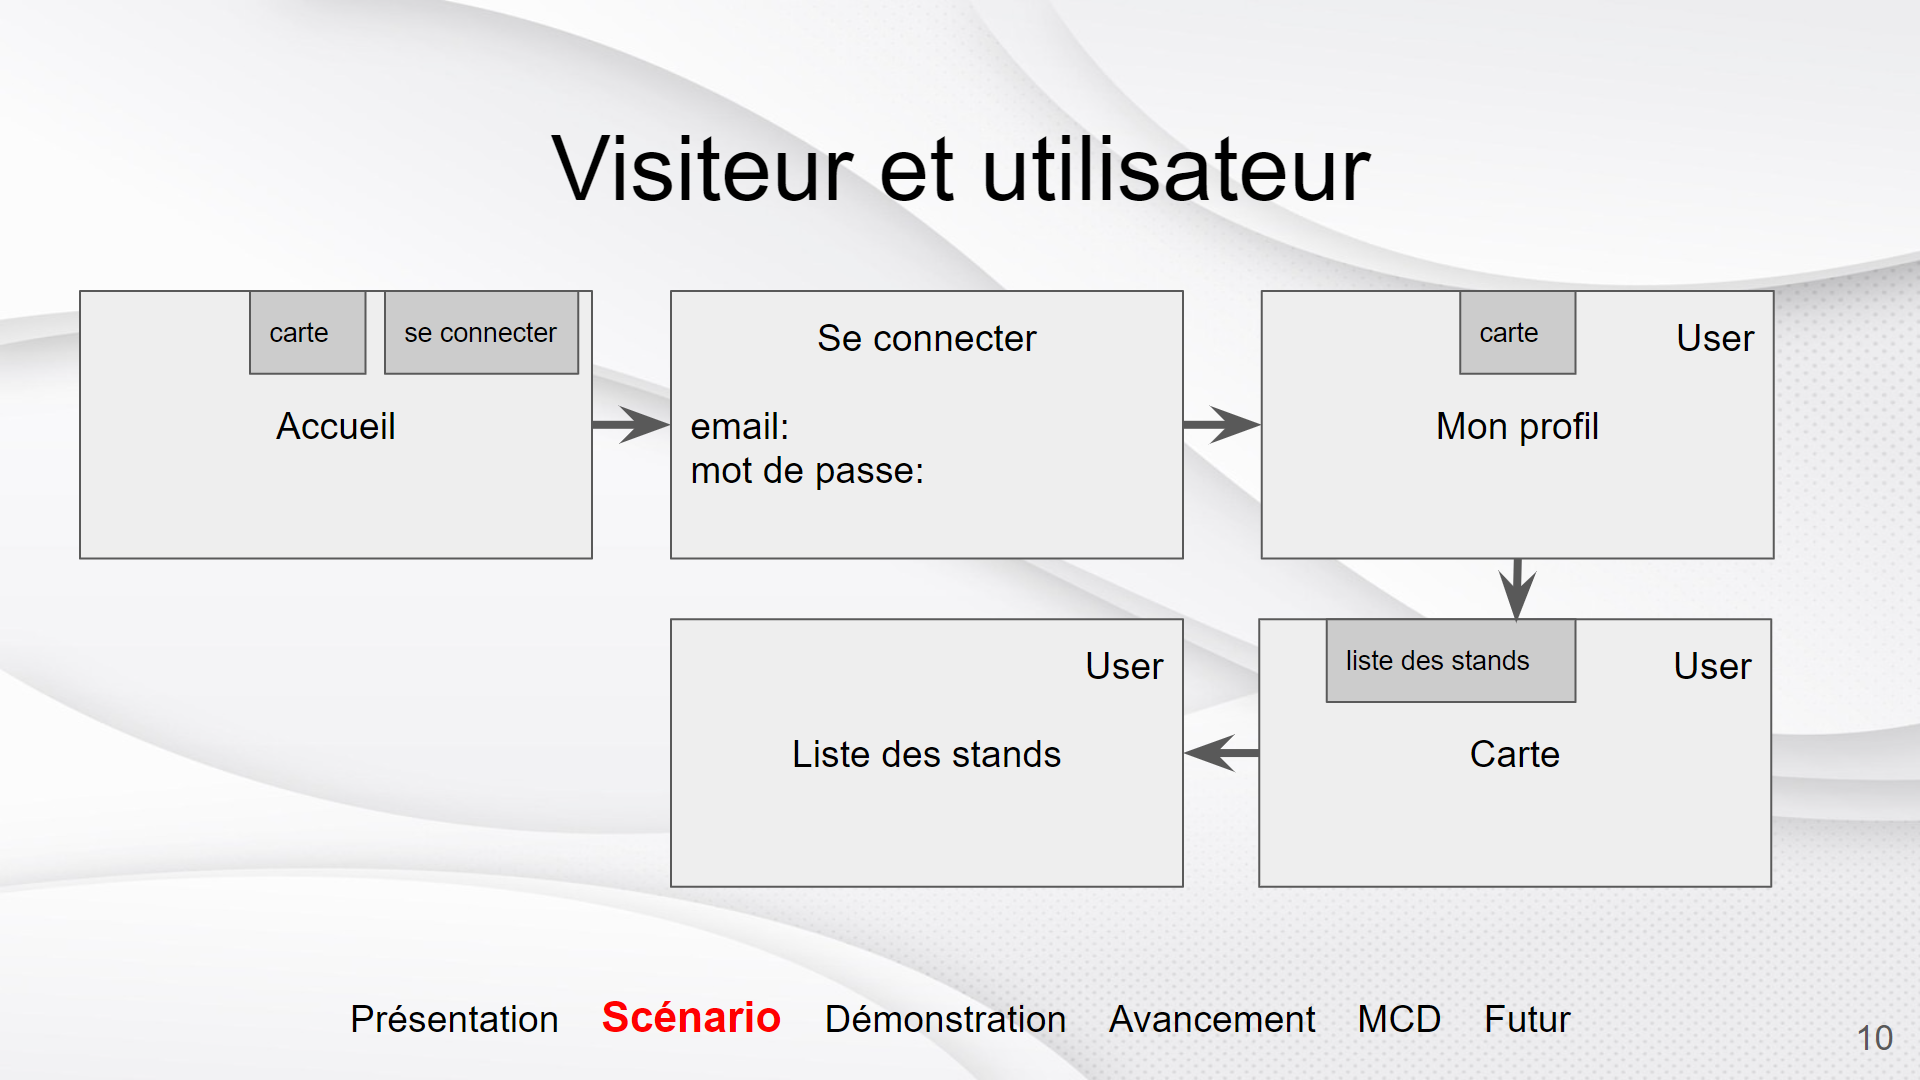 Visiteur et utilisateur
carte
se connecter
Accueil
Se connecter
email:
mot de passe:
carte
User
Mon profil
User
Liste des stands
liste des stands
User
Carte
Présentation Scénario Démonstration Avancement MCD Futur
10